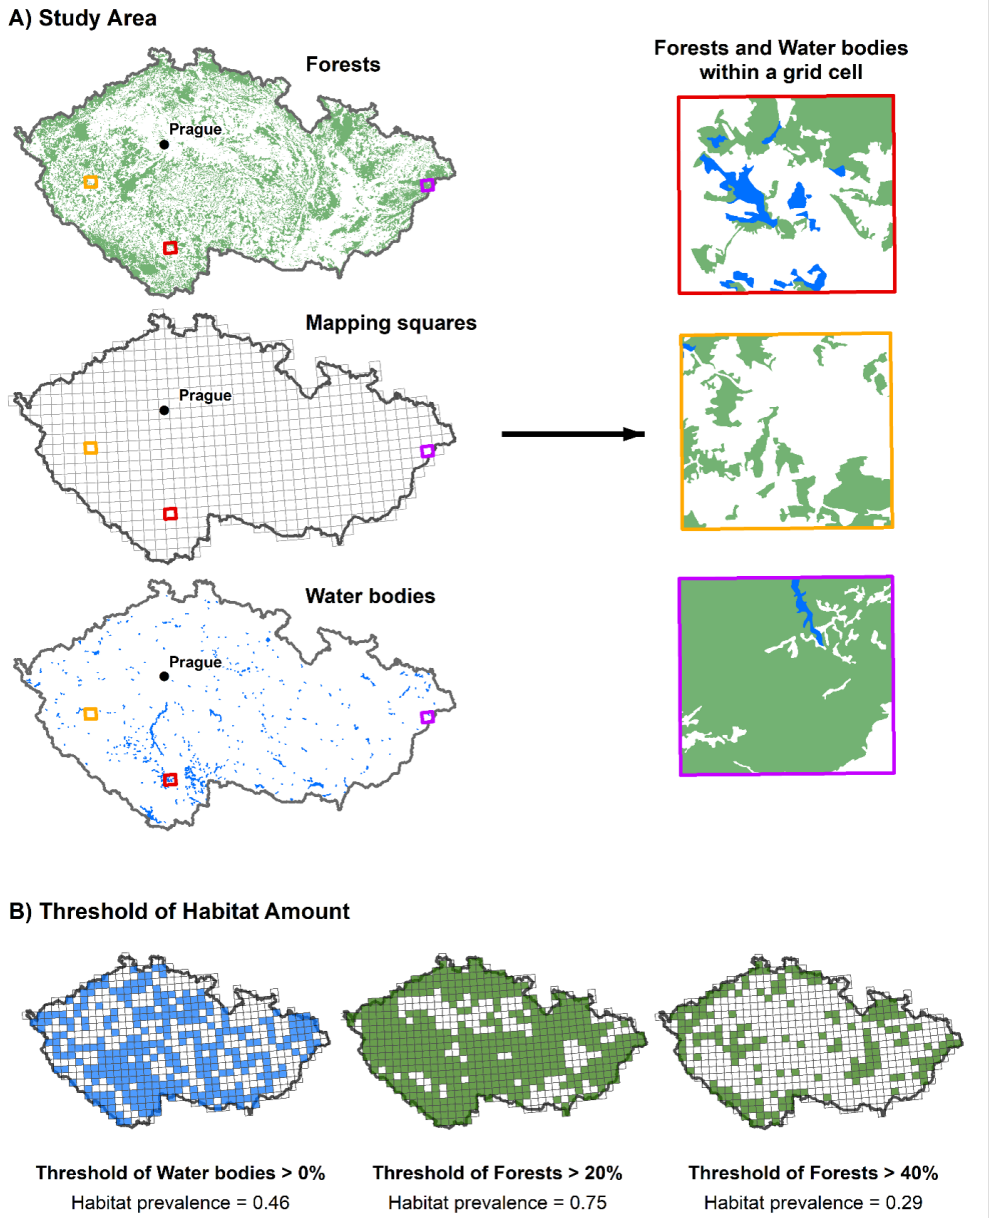 A) Study Area
Forests
Prague
Forests and Water bodies
within a grid cell
Mapping squares
Prague
Water bodies
Prague
B) Threshold of Habitat Amount
Threshold of Water bodies > 0%
Habitat prevalence = 0.46
Threshold of Forests > 20%
Habitat prevalence = 0.75
Threshold of Forests > 40%
Habitat prevalence = 0.29